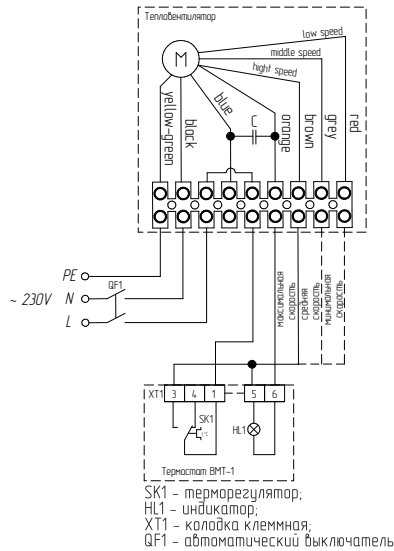 Тепловентилятор
low speed
middle speed
hight speed
M
yellow-green
black
blue
C
orange
brown
grey
red
PE
QF1
~ 230V
N
L
максимальная
скорость
средняя
скорость
минимальная
скорость
XT1
3
4
1
5
6
SK1
t°C
HL1
Термостат ВМТ-1
SK1 - терморегулятор;
HL1 - индикатор;
XT1 - колодка клеммная;
QF1 - автоматический выключатель